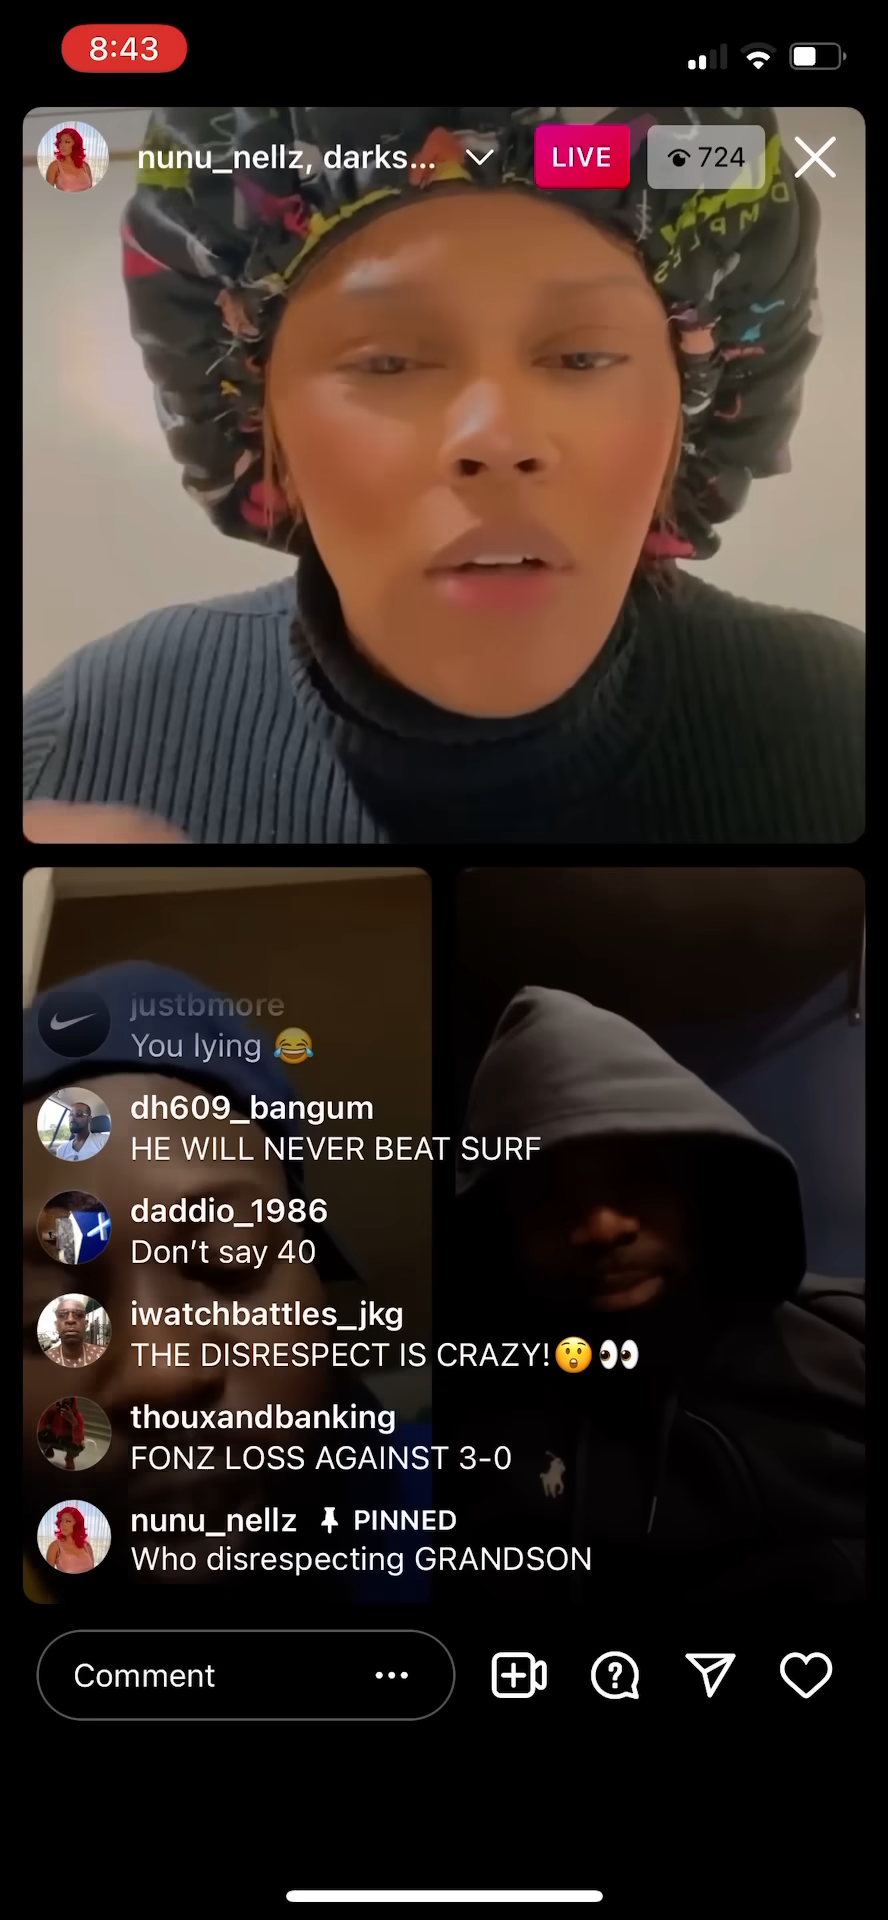 8:43
nunu_nellz, darks...
LIVE
724
justbmore
You lying 😂
dh609_bangum
HE WILL NEVER BEAT SURF
daddio_1986
Don't say 40
iwatchbattles_jkg
THE DISRESPECT IS CRAZY!😲👀
thouxandbanking
FONZ LOSS AGAINST 3-0
nunu_nellz PINNED
Who disrespecting GRANDSON
Comment